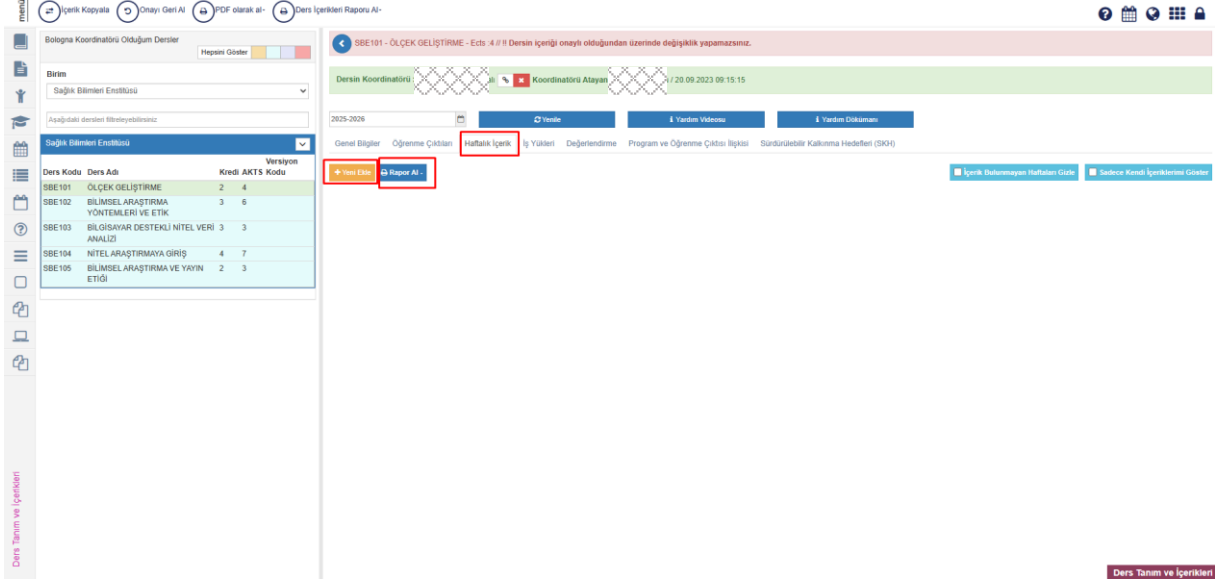 menü
İçerik Kopyala Onayı Geri Al PDF olarak al- Ders İçerikleri Raporu Al-
Bologna Koordinatörü Olduğum Dersler
Hepsini Göster
Birim
Sağlık Bilimleri Enstitüsü
Aşağıdaki dersleri filtreleyebilirsiniz
Sağlık Bilimleri Enstitüsü
Ders Kodu Ders Adı Kredi AKTS Versiyon Kodu
SBE101 ÖLÇEK GELİŞTİRME 2 4
SBE102 BİLİMSEL ARAŞTIRMA 3 6
YÖNTEMLERİ VE ETİK
SBE103 BİLGİSAYAR DESTEKLİ NİTEL VERİ 3 3
ANALİZİ
SBE104 NİTEL ARAŞTIRMAYA GİRİŞ 4 7
SBE105 BİLİMSEL ARAŞTIRMA VE YAYIN 2 3
ETİĞİ
SBE101 - ÖLÇEK GELİŞTİRME - Ects :4 // !! Dersin içeriği onaylı olduğundan üzerinde değişiklik yapamazsınız.
Dersin Koordinatörü : Koordinatörü Atayan / 20.09.2023 09:15:15
2025-2026 Yenile Yardım Videosu Yardım Dökümanı
Genel Bilgiler Öğrenme Çıktıları Haftalık İçerik İş Yükleri Değerlendirme Program ve Öğrenme Çıktısı İlişkisi Sürdürülebilir Kalkınma Hedefleri (SKH)
+ Yeni Ekle Rapor Al - İçerik Bulunmayan Haftaları Gizle Sadece Kendi İçeriklerimi Göster
Ders Tanım ve İçerikleri
Ders Tanım ve İçerikleri